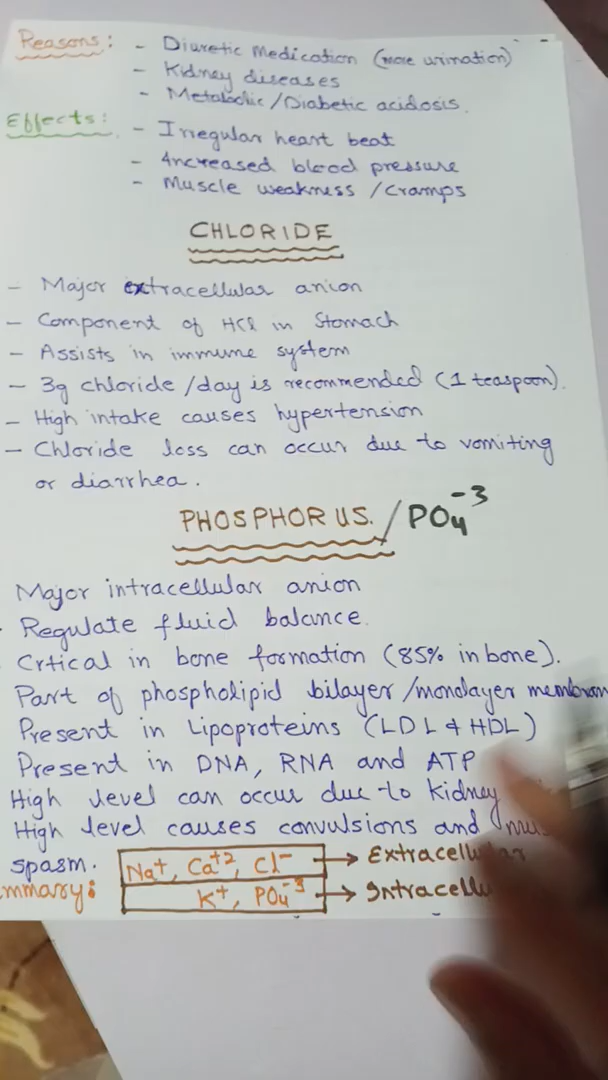 Reasons: - Diuretic Medication (more urination)
- Kidney diseases
- Metabolic/Diabetic acidosis.
Effects: - Irregular heart beat
- Increased blood pressure
- Muscle weakness /Cramps
CHLORIDE
- Major extracellular anion
- Component of HCl in Stomach
- Assists in immune system
- 3g chloride /day is recommended (1 teaspoon).
- High intake causes hypertension
- Chloride loss can occur due to vomiting
or diarrhea.
PHOSPHORUS. / PO4-3
Major intracellular anion
- Regulate fluid balance.
Crtical in bone formation (85% in bone).
Part of phospholipid bilayer /monolayer membran
Present in Lipoproteins (LDL & HDL)
Present in DNA, RNA and ATP
High level can occur due to kidney
High level causes convulsions and mus
spasm. Na+, Ca+2, Cl- → Extracellular
mmary: K+, PO4-3 → Intracellu